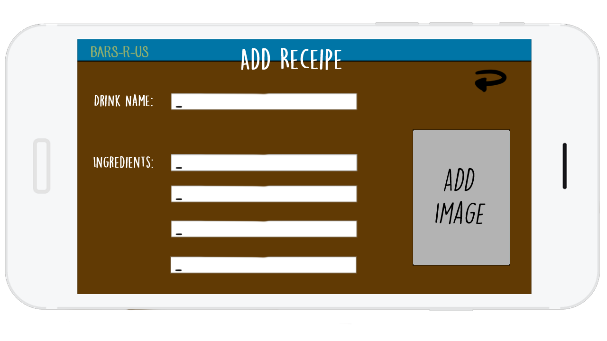 BARS-R-US
ADD RECEIPE
DRINK NAME:
INGREDIENTS:
ADD
IMAGE